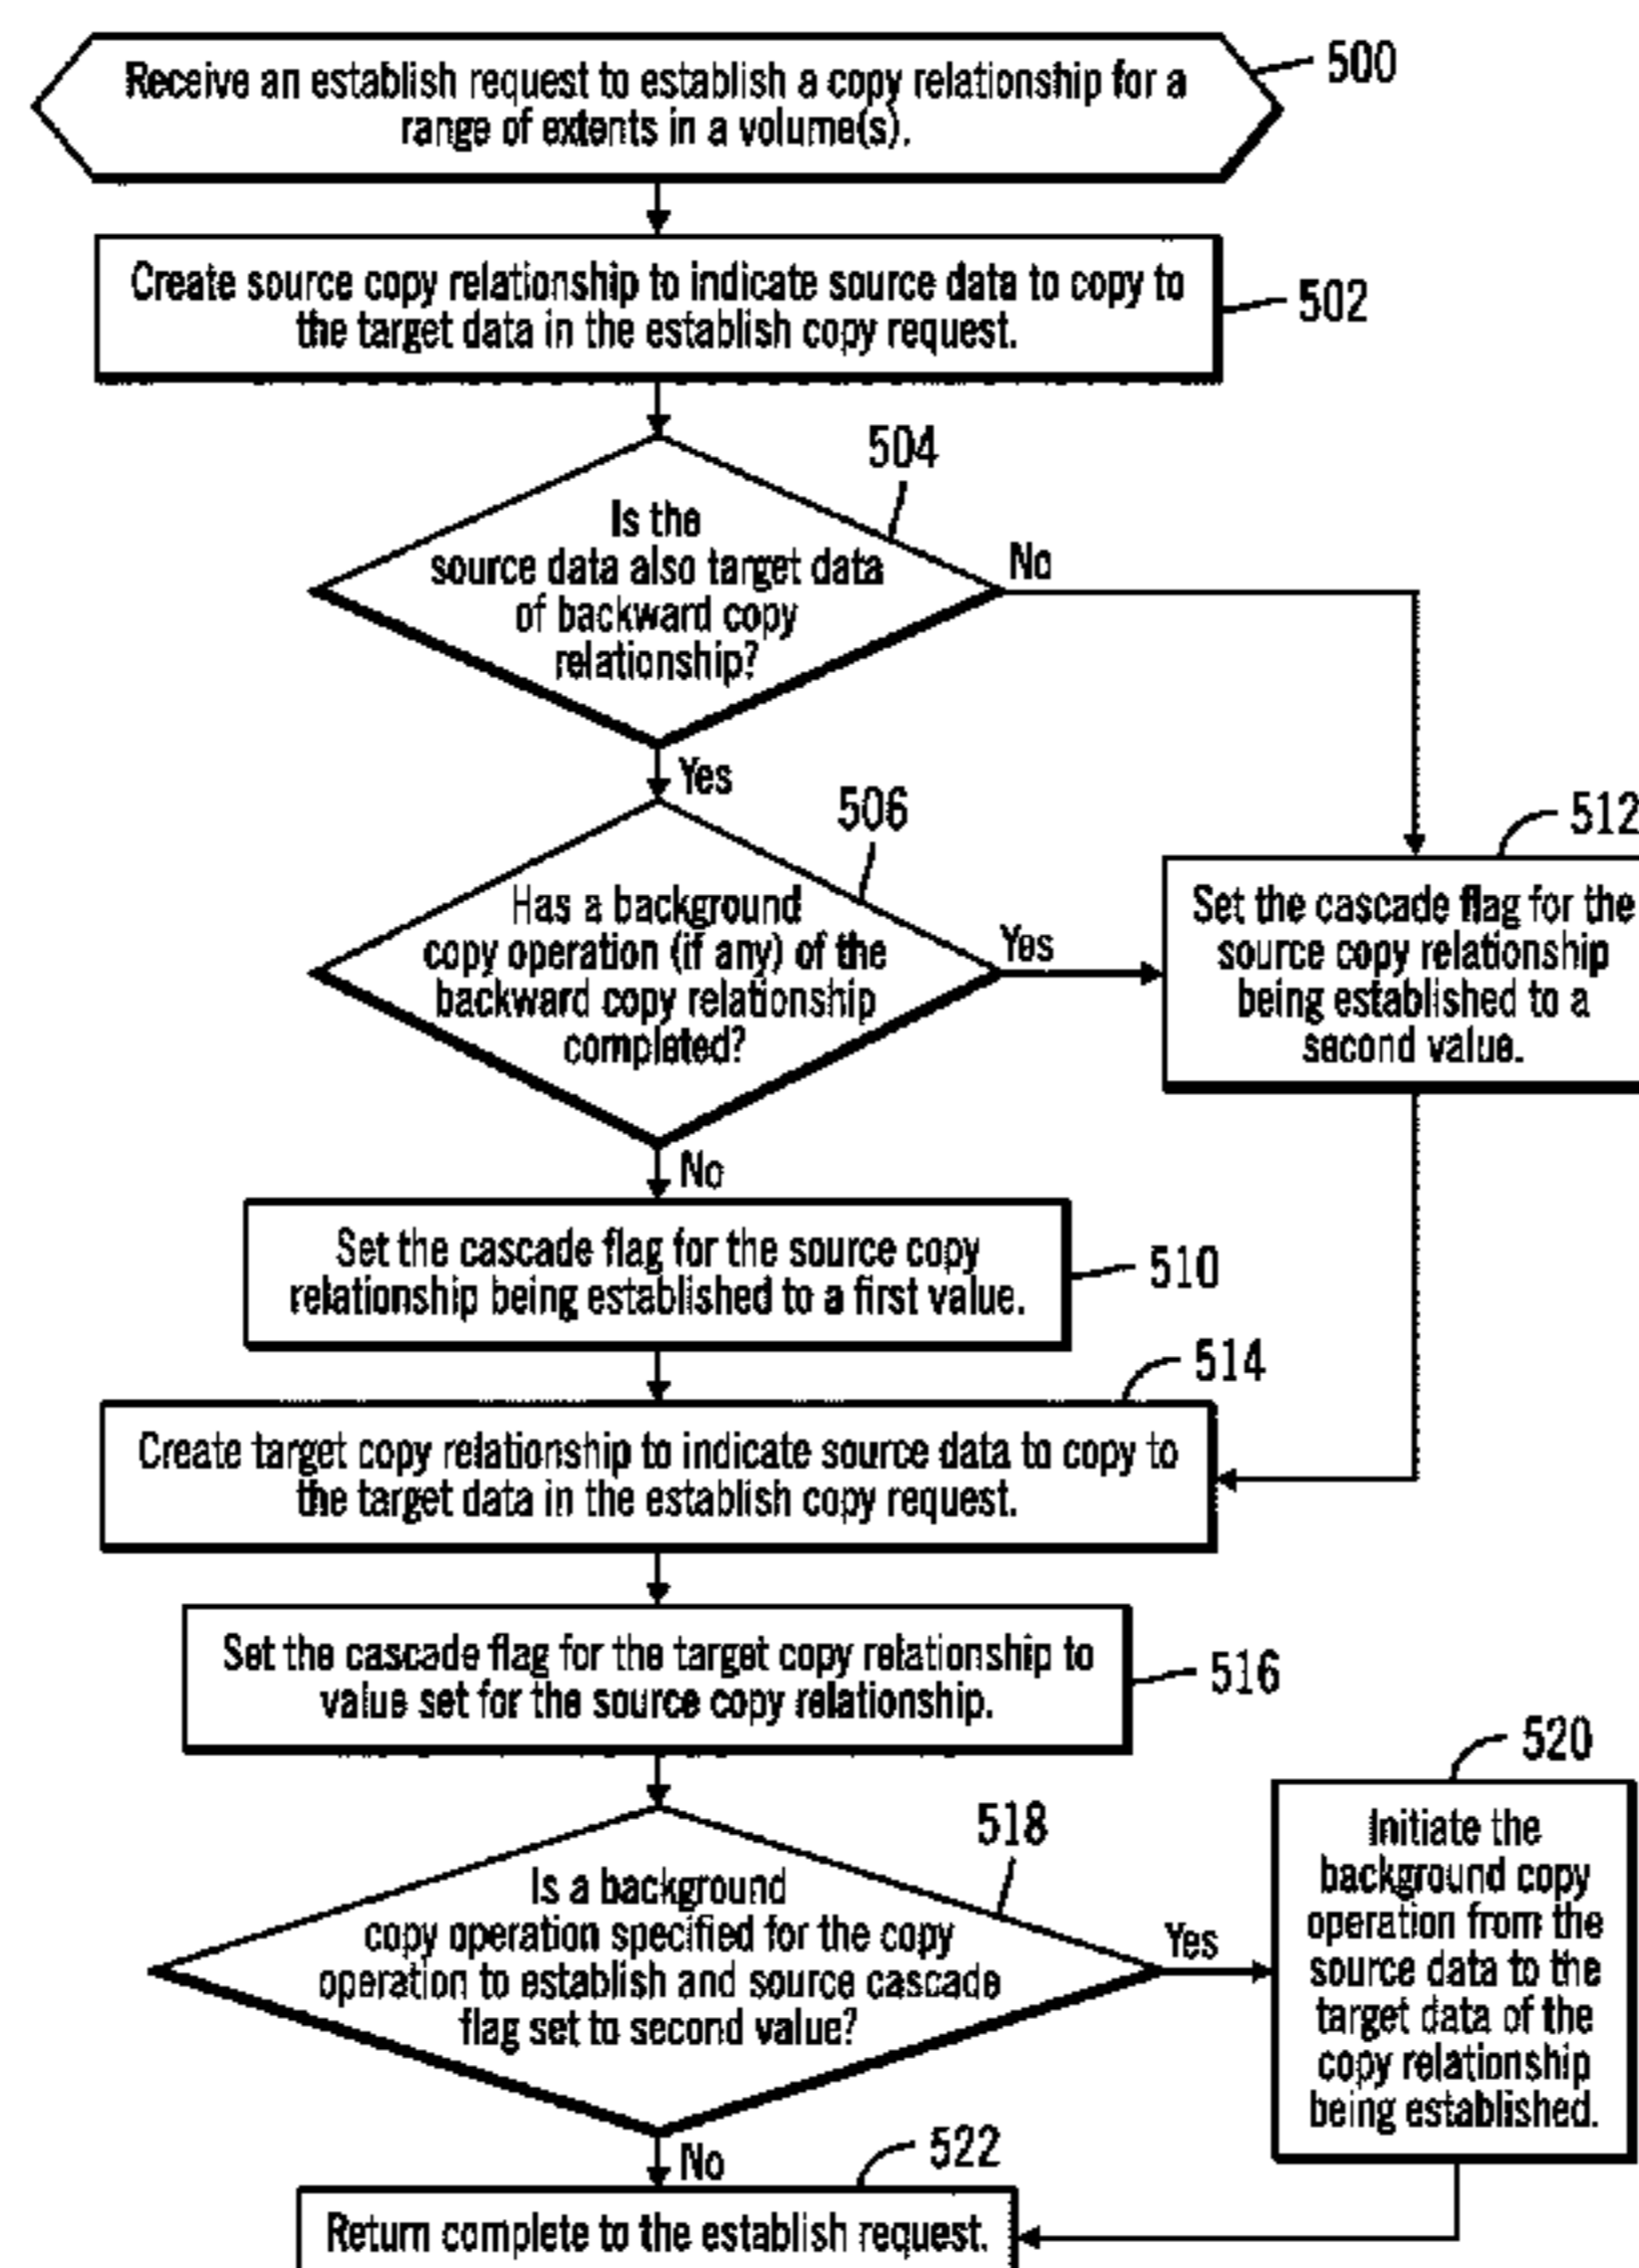 Receive an establish request to establish a copy relationship for a
range of extents in a volume(s).
500
Create source copy relationship to indicate source data to copy to
the target data in the establish copy request.
502
504
Is the
source data also target data
of backward copy
relationship?
No
Yes
506
Has a background
copy operation (if any) of the
backward copy relationship
completed?
Yes
512
Set the cascade flag for the
source copy relationship
being established to a
second value.
No
Set the cascade flag for the source copy
relationship being established to a first value.
510
514
Create target copy relationship to indicate source data to copy to
the target data in the establish copy request.
Set the cascade flag for the target copy relationship to
value set for the source copy relationship.
516
518
Is a background
copy operation specified for the copy
operation to establish and source cascade
flag set to second value?
Yes
520
Initiate the
background copy
operation from the
source data to the
target data of the
copy relationship
being established.
No
522
Return complete to the establish request.